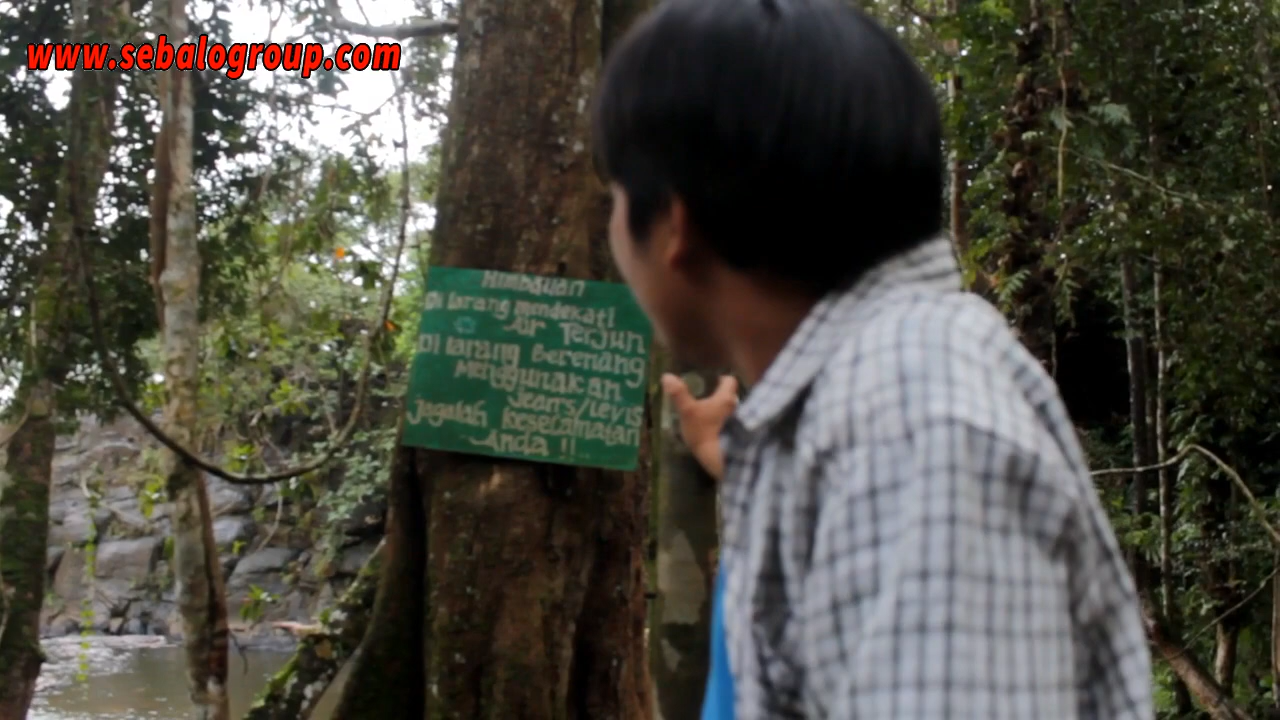 www.sebalogroup.com
Himbauan
Di larang mendekati
Air Terjun
Di larang Berenang
Menggunakan
Jeans/Levis
Jagalah keselamatan
Anda !!